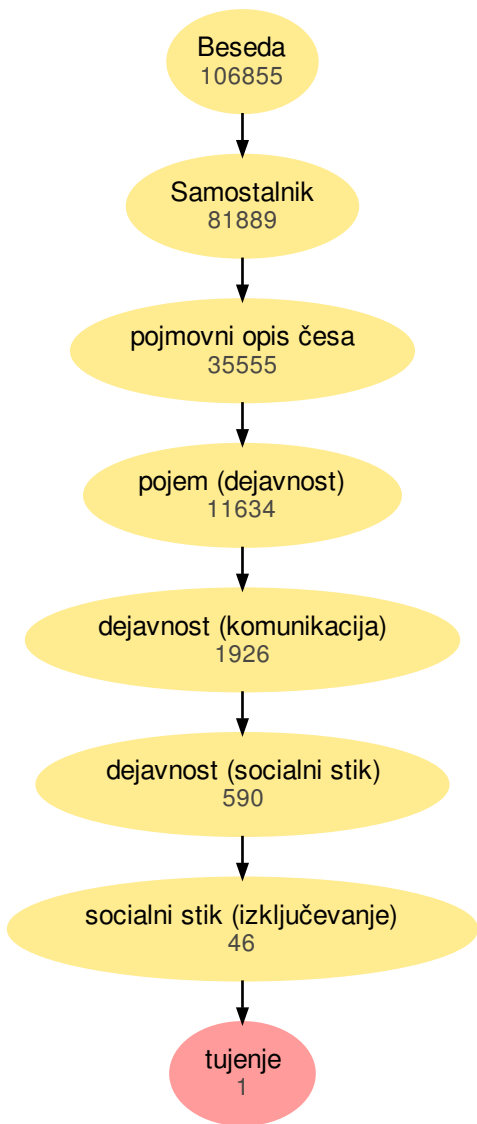 Beseda
106855
Samostalnik
81889
pojmovni opis česa
35555
pojem (dejavnost)
11634
dejavnost (komunikacija)
1926
dejavnost (socialni stik)
590
socialni stik (izključevanje)
46
tujenje
1